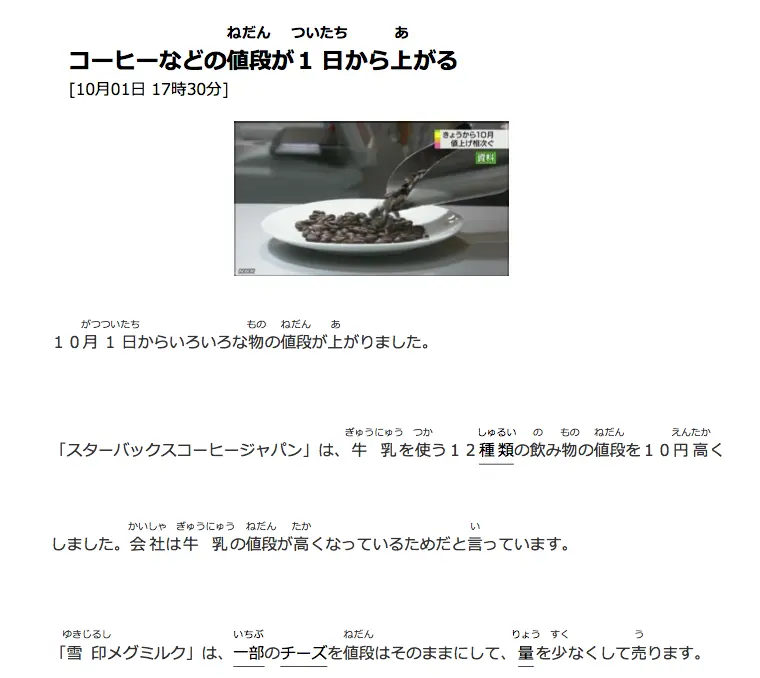 ねだん ついたち あ
コーヒーなどの値段が１日から上がる
[10月01日 17時30分]
きょうから10月
値上げ相次ぐ
資料
NHK
がつついたち もの ねだん あ
１０月１日からいろいろな物の値段が上がりました。
ぎゅうにゅう つか しゅるい の もの ねだん えんたか
「スターバックスコーヒージャパン」は、牛乳を使う１２種類の飲み物の値段を１０円高く
かいしゃ ぎゅうにゅう ねだん たか い
しました。会社は牛乳の値段が高くなっているためだと言っています。
ゆきじるし いちぶ ねだん りょう すく う
「雪印メグミルク」は、一部のチーズを値段はそのままにして、量を少なくして売ります。